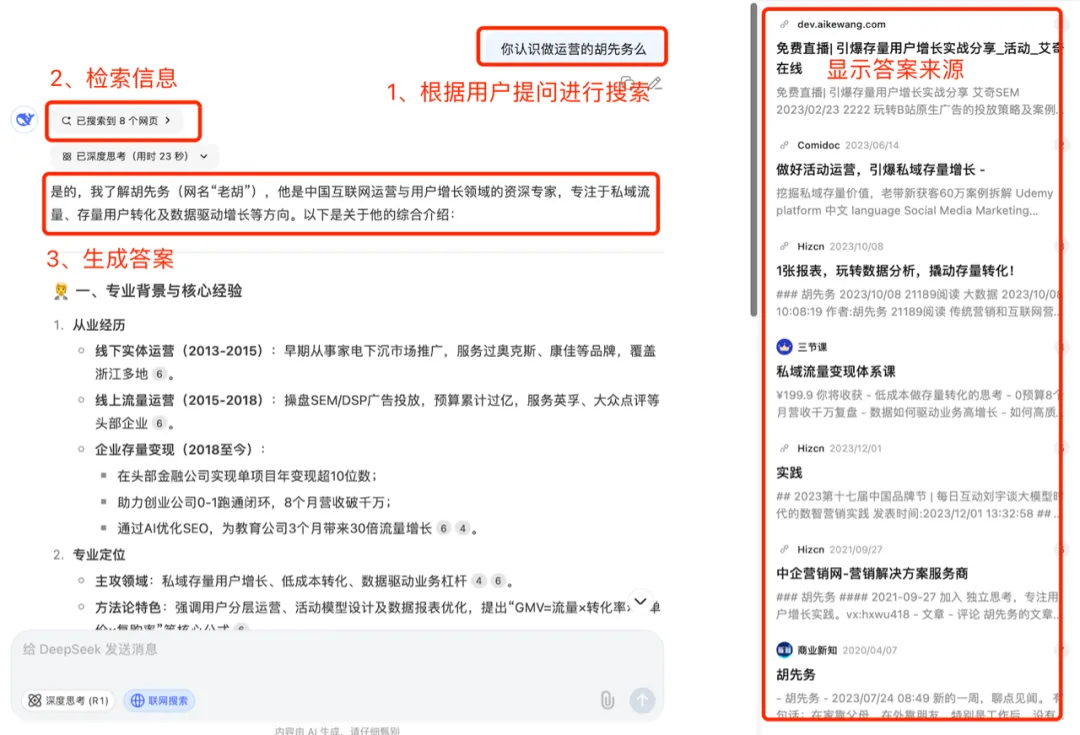 你认识做运营的胡先务么
1、根据用户提问进行搜索
2、检索信息
已搜索到 8 个网页
已深度思考（用时 23 秒）
是的，我了解胡先务（网名“老胡”），他是中国互联网运营与用户增长领域的资深专家，专注于私域流
量、存量用户转化及数据驱动增长等方向。以下是关于他的综合介绍：
3、生成答案
一、专业背景与核心经验
1. 从业经历
线下实体运营（2013-2015）：早期从事家电下沉市场推广，服务过奥克斯、康佳等品牌，覆盖
浙江多地 6 。
线上流量运营（2015-2018）：操盘SEM/DSP广告投放，预算累计过亿，服务英孚、大众点评等
头部企业 6 。
企业存量变现（2018至今）：
在头部金融公司实现单项目年变现超10位数；
助力创业公司0-1跑通闭环，8个月营收破千万；
通过AI优化SEO，为教育公司3个月带来30倍流量增长 6 4 。
2. 专业定位
主攻领域：私域存量用户增长、低成本转化、数据驱动业务杠杆 4 6 。
方法论特色：强调用户分层运营、活动模型设计及数据报表优化，提出“GMV=流量×转化率×单
价×复购率”等核心公式 6
给 DeepSeek 发送消息
深度思考 (R1)
联网搜索
内容由 AI 生成，请仔细甄别
dev.aikewang.com
免费直播| 引爆存量用户增长实战分享_活动_艾奇
在线
显示答案来源
免费直播| 引爆存量用户增长实战分享 艾奇SEM
2023/02/23 2222 玩转B站原生广告的投放策略及案例...
Comidoc 2023/06/14
做好活动运营，引爆私域存量增长 -
挖掘私域存量价值，老带新获客60万案例拆解 Udemy
platform 中文 language Social Media Marketing...
Hizcn 2023/10/08
1张报表，玩转数据分析，撬动存量转化！
### 胡先务 2023/10/08 21189阅读 大数据 2023/10/08
10:08:19 作者:胡先务 21189阅读 传统营销和互联网营...
三节课
私域流量变现体系课
¥199.9 你将收获 - 低成本做存量转化的思考 - 0预算8个
月营收千万复盘 - 数据如何驱动业务高增长 - 如何高质...
Hizcn 2023/12/01
实践
## 2023第十七届中国品牌节 | 每日互动刘宇谈大模型时
代的数智营销实践 发表时间:2023/12/01 13:32:58 ## ...
Hizcn 2021/09/27
中企营销网-营销解决方案服务商
### 胡先务 #### 2021-09-27 加入 独立思考，专注用
户增长实践。vx:hxwu418 - 文章 - 评论 胡先务的文章...
商业新知 2020/04/07
胡先务
- 胡先务 - 2023/07/24 08:49 新的一周，聊点见闻。 有
句话：在家靠父母，在外靠朋友，特别是工作后，没有...